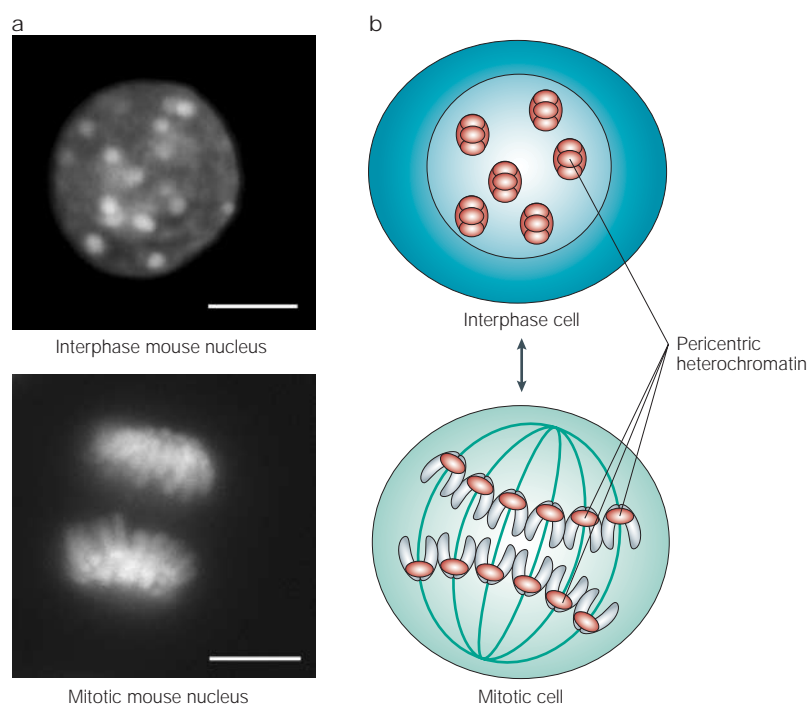 a
b
Interphase mouse nucleus
Interphase cell
Pericentric
heterochromatin
Mitotic mouse nucleus
Mitotic cell